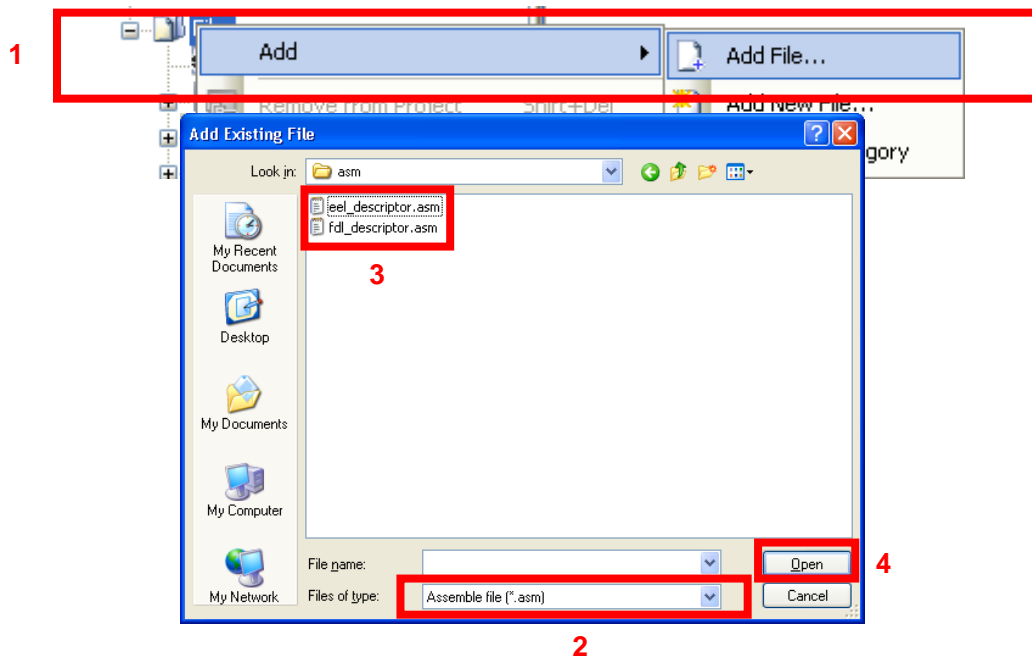 1
Add
Add File...
Remove from Project Shift+Del
Add New File...
gory
Add Existing File
Look in:
asm
eel_descriptor.asm
fdl_descriptor.asm
3
My Recent
Documents
Desktop
My Documents
My Computer
My Network
File name:
Open
4
Files of type:
Assemble file (*.asm)
Cancel
2